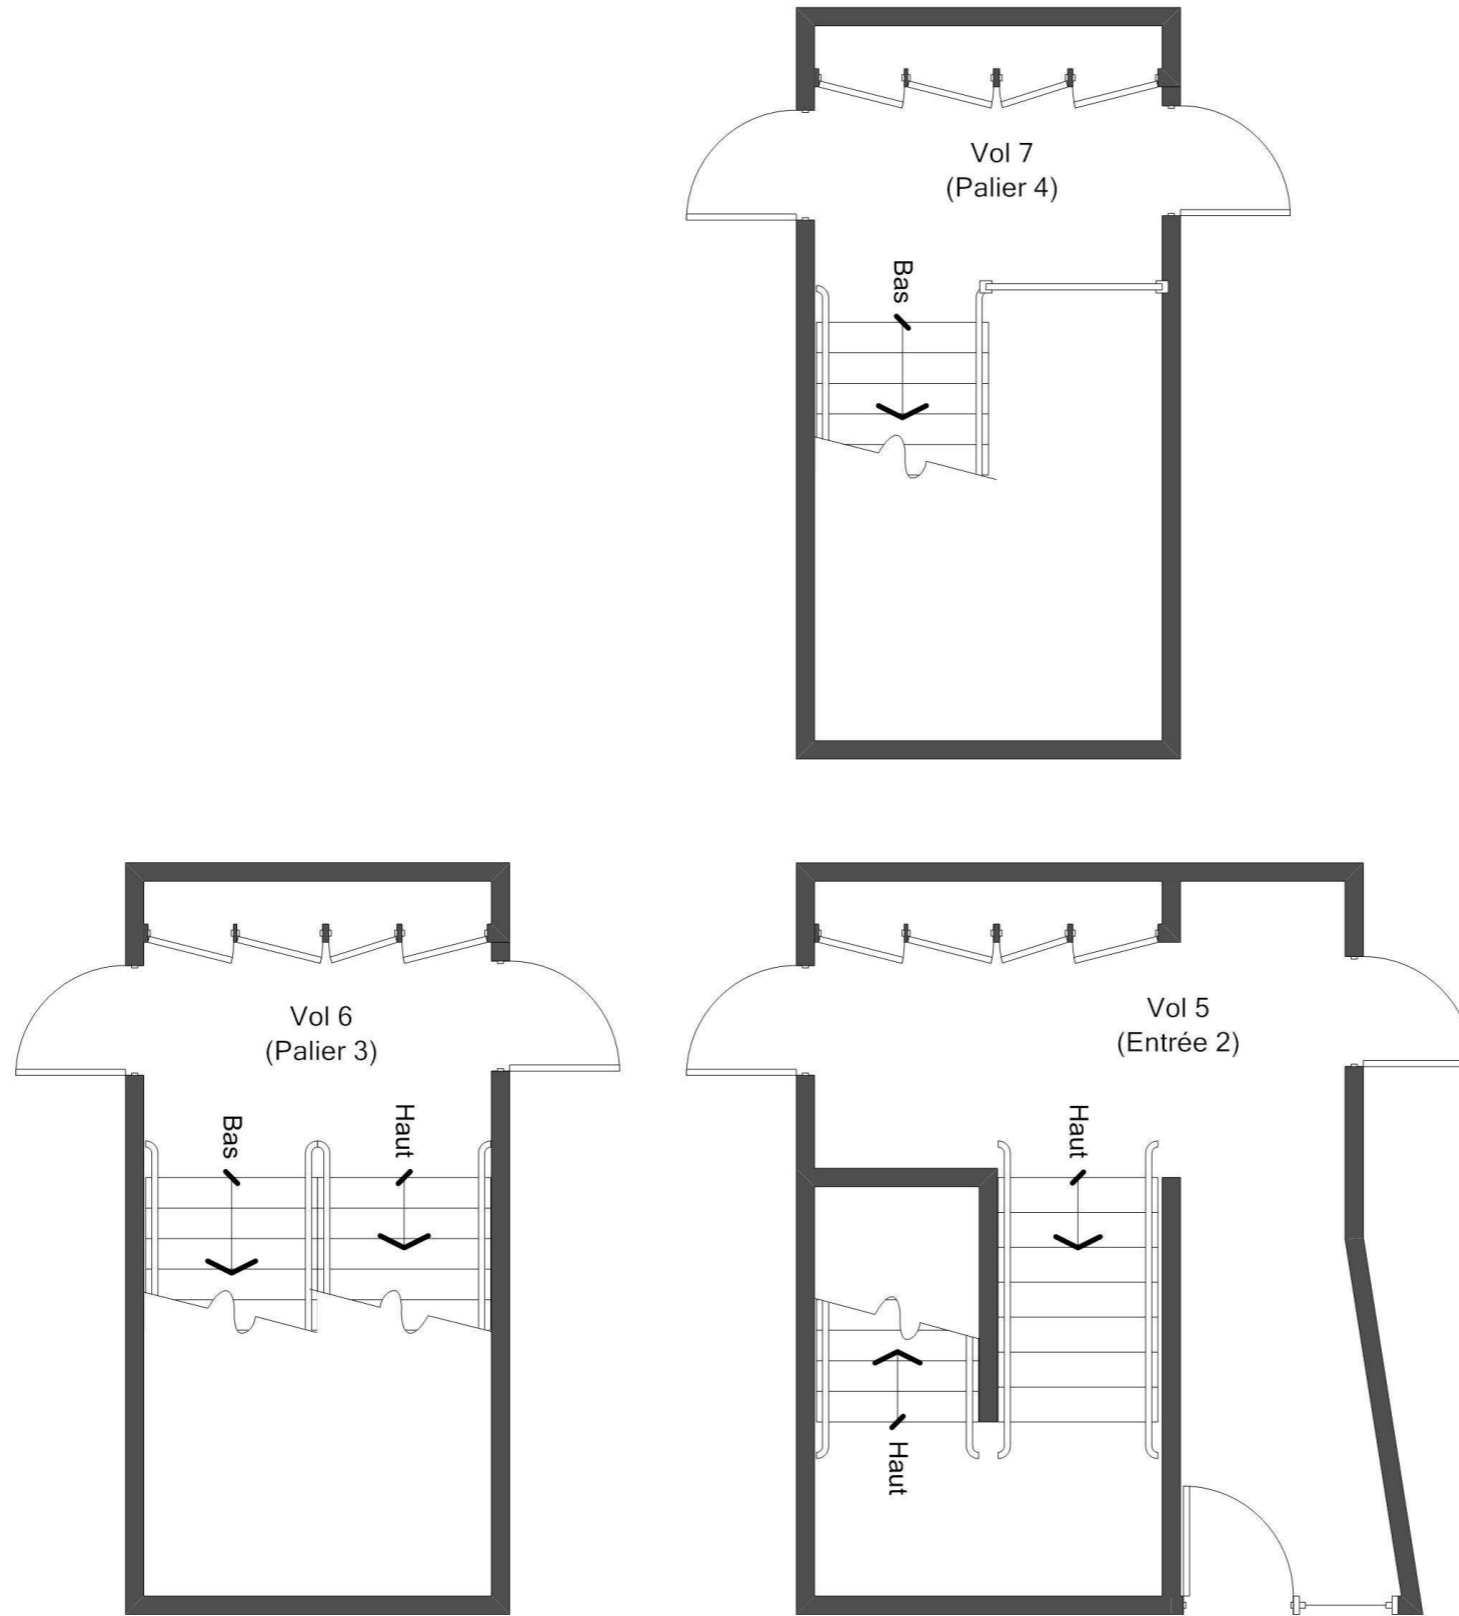 Vol 7
(Palier 4)
Bas
Vol 6
(Palier 3)
Bas
Haut
Vol 5
(Entrée 2)
Haut
Haut